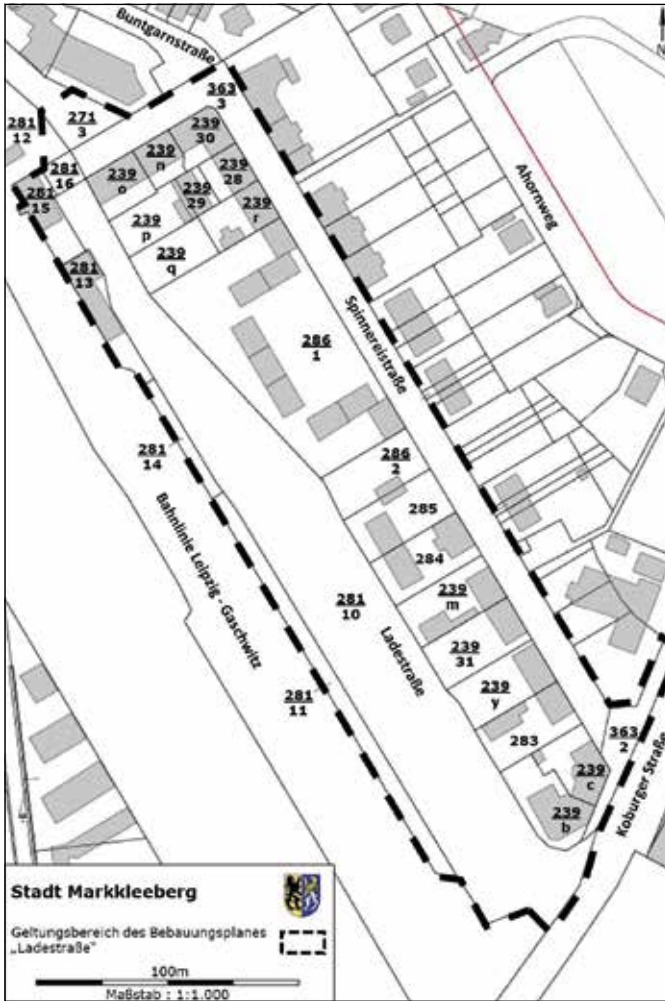 Buntgarnstraße
N
363
3
271
3
281
12
239
30
281
16
239
n
239
o
239
28
281
15
239
29
239
r
239
p
239
q
281
13
Ahornweg
Spinnereistraße
286
1
281
14
286
2
285
284
Bahnlinie Leipzig - Gaschwitz
281
10
239
m
Ladestraße
239
31
281
11
239
y
283
363
2
239
c
239
b
Koburger Straße
Stadt Markkleeberg
Geltungsbereich des Bebauungsplanes
„Ladestraße"
100m
Maßstab : 1:1.000